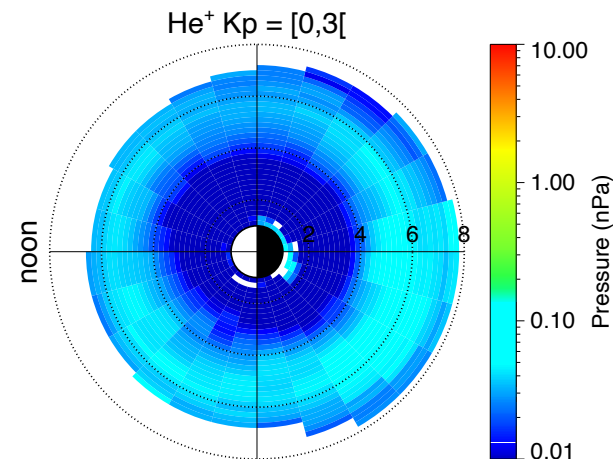 He⁺ Kp = [0,3[
noon
2 4 6 8
10.00
1.00
0.10
0.01
Pressure (nPa)